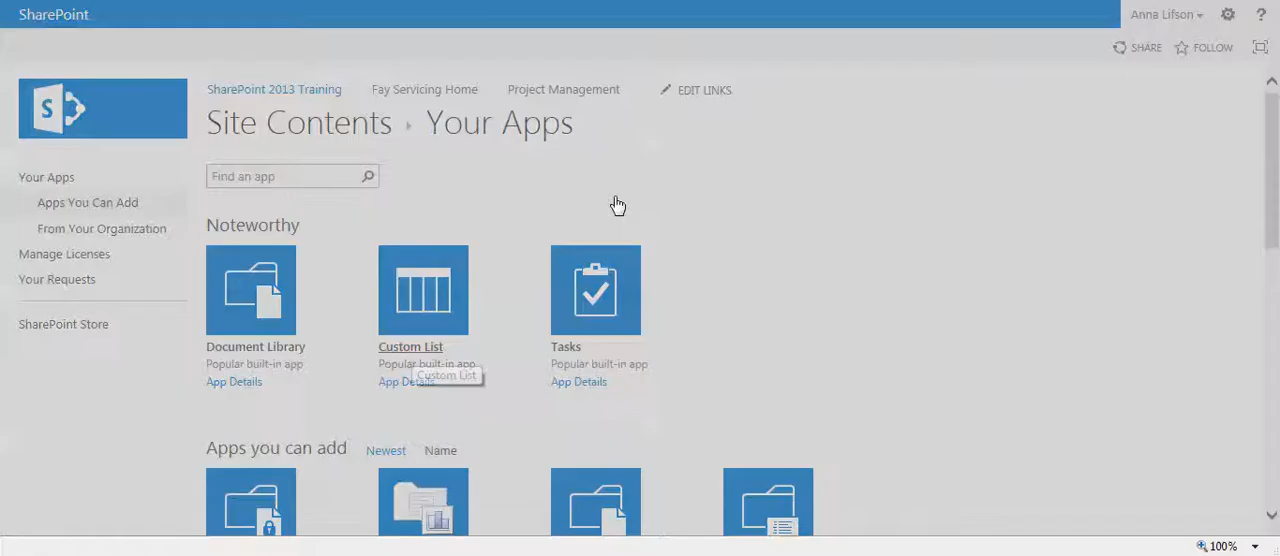 SharePoint
Anna Lifson
?
SHARE
FOLLOW
S
SharePoint 2013 Training
Fay Servicing Home
Project Management
EDIT LINKS
Site Contents ▸ Your Apps
Find an app
Your Apps
Apps You Can Add
From Your Organization
Manage Licenses
Your Requests
SharePoint Store
Noteworthy
Document Library
Popular built-in app
App Details
Custom List
Popular built-in app
App Details
Custom List
Tasks
Popular built-in app
App Details
Apps you can add
Newest
Name
100%